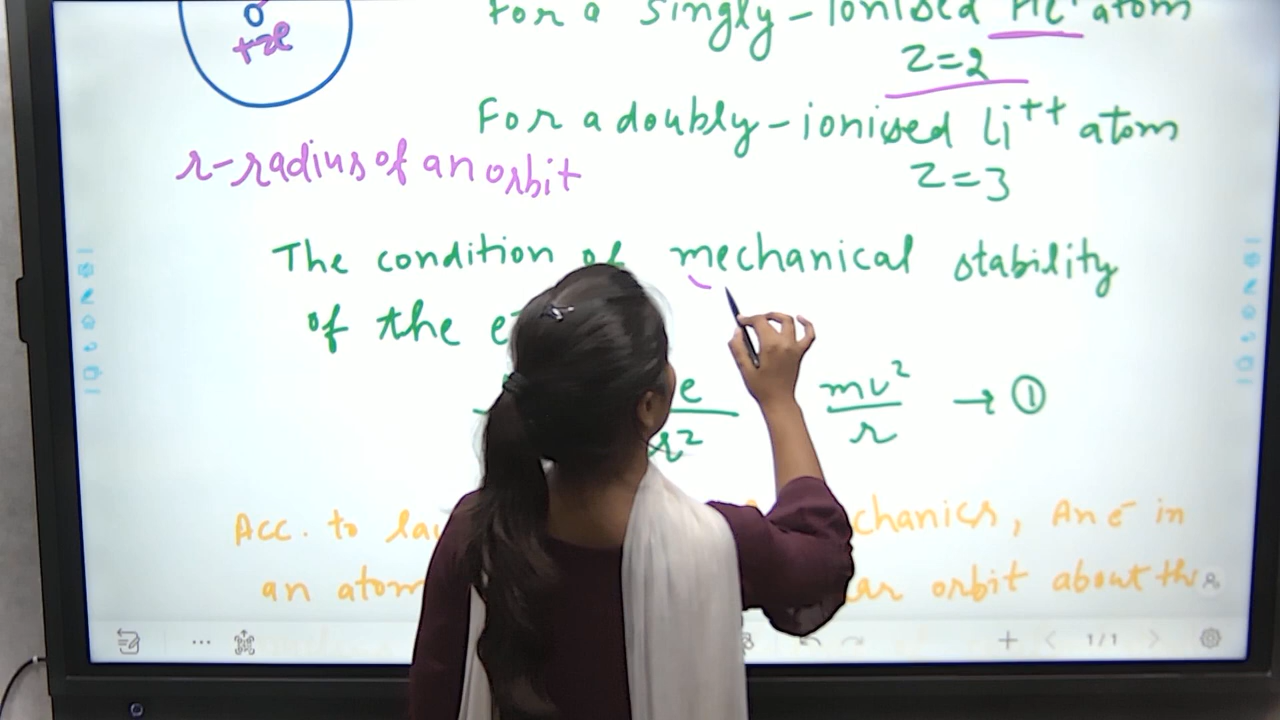 +ze
For a singly-ionised He+ atom
Z=2
For a doubly-ionised Li++ atom
r-radius of an orbit
Z=3
The condition of mechanical stability
of the e
e
mv²
→ ①
r²
r
Acc. to la chanics, An e⁻ in
an atom orbit about the
1/1